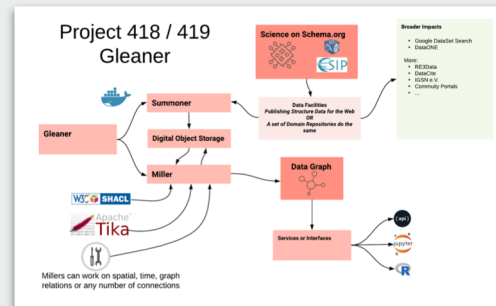 Project 418 / 419
Gleaner
Science on Schema.org
ESIP
Broader Impacts
• Google DataSet Search
• DataONE
More:
• RE3Data
• DataCite
• IGSN e.V.
• Commuity Portals
• ...
Summoner
Data Facilities
Publishing Structure Data for the Web
OR
A set of Domain Repositories do the
same
Gleaner
Digital Object Storage
Miller
Data Graph
W3C SHACL
Apache
Tika
Services or Interfaces
{api}
jupyter
R
Millers can work on spatial, time, graph
relations or any number of connections